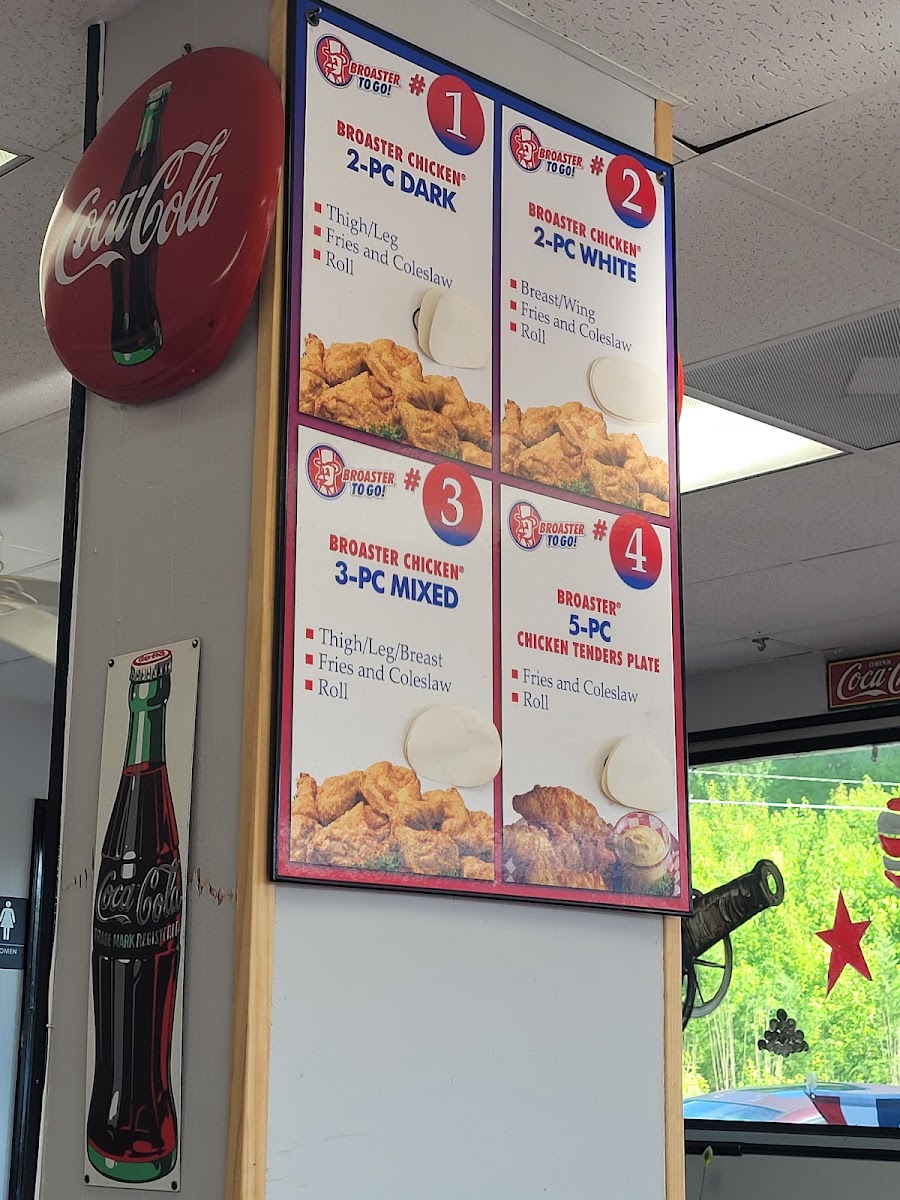 Coca-Cola
BROASTER
TO GO!
#1
BROASTER CHICKEN®
2-PC DARK
Thigh/Leg
Fries and Coleslaw
Roll
BROASTER
TO GO!
#2
BROASTER CHICKEN®
2-PC WHITE
Breast/Wing
Fries and Coleslaw
Roll
BROASTER
TO GO!
#3
BROASTER CHICKEN®
3-PC MIXED
Thigh/Leg/Breast
Fries and Coleslaw
Roll
BROASTER
TO GO!
#4
BROASTER®
5-PC
CHICKEN TENDERS PLATE
Fries and Coleslaw
Roll
Coca-Cola
Coca-Cola
TRADE MARK REGISTERED
DRINK
Coca-C
OMEN